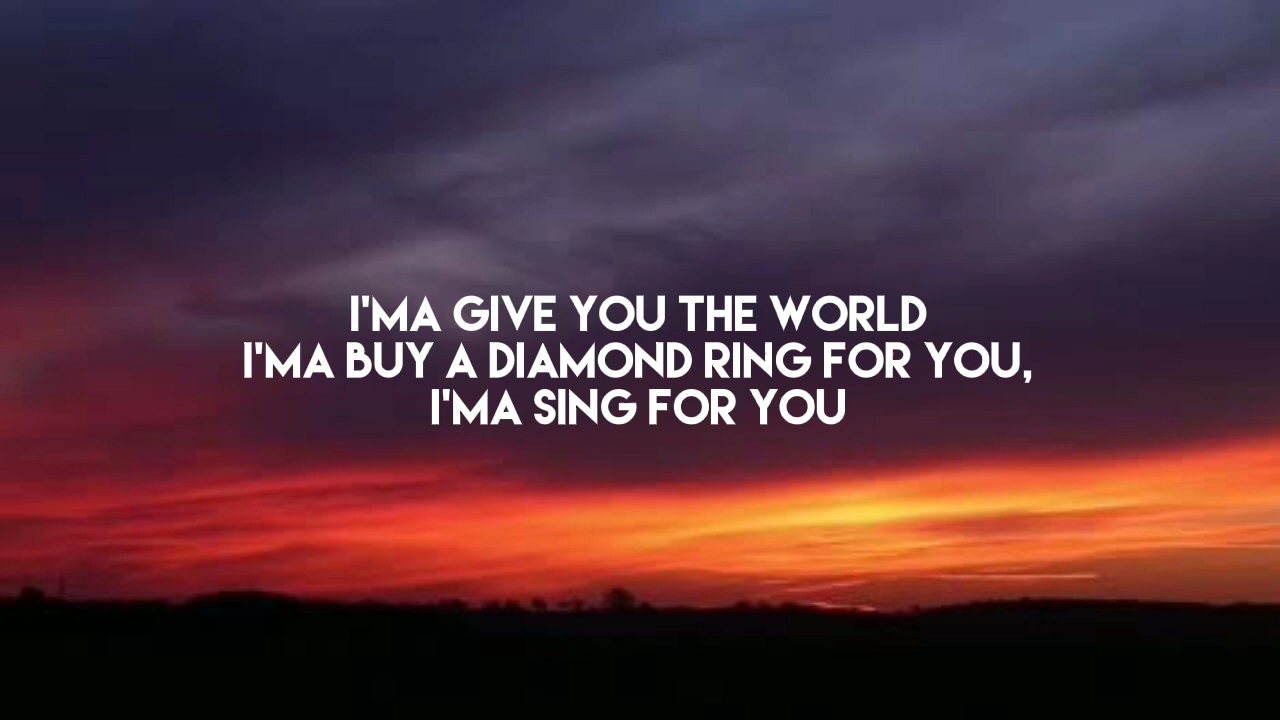 I'MA GIVE YOU THE WORLD
I'MA BUY A DIAMOND RING FOR YOU,
I'MA SING FOR YOU